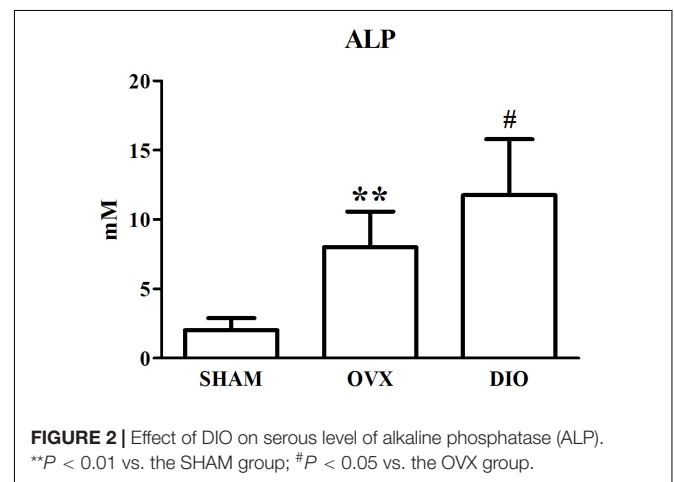 ALP
20
15
10
5
0
mM
**
#
SHAM OVX DIO
FIGURE 2 | Effect of DIO on serous level of alkaline phosphatase (ALP).
**P < 0.01 vs. the SHAM group; #P < 0.05 vs. the OVX group.